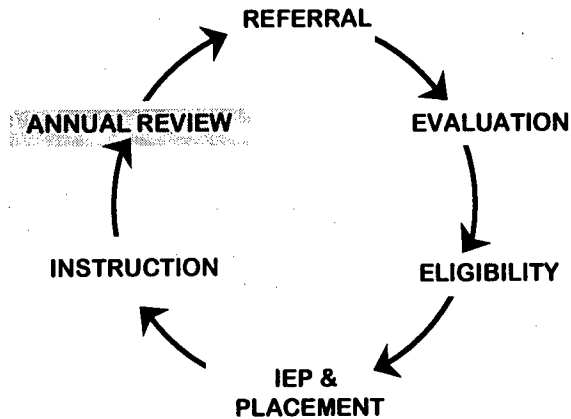 REFERRAL
EVALUATION
ELIGIBILITY
IEP &
PLACEMENT
INSTRUCTION
ANNUAL REVIEW